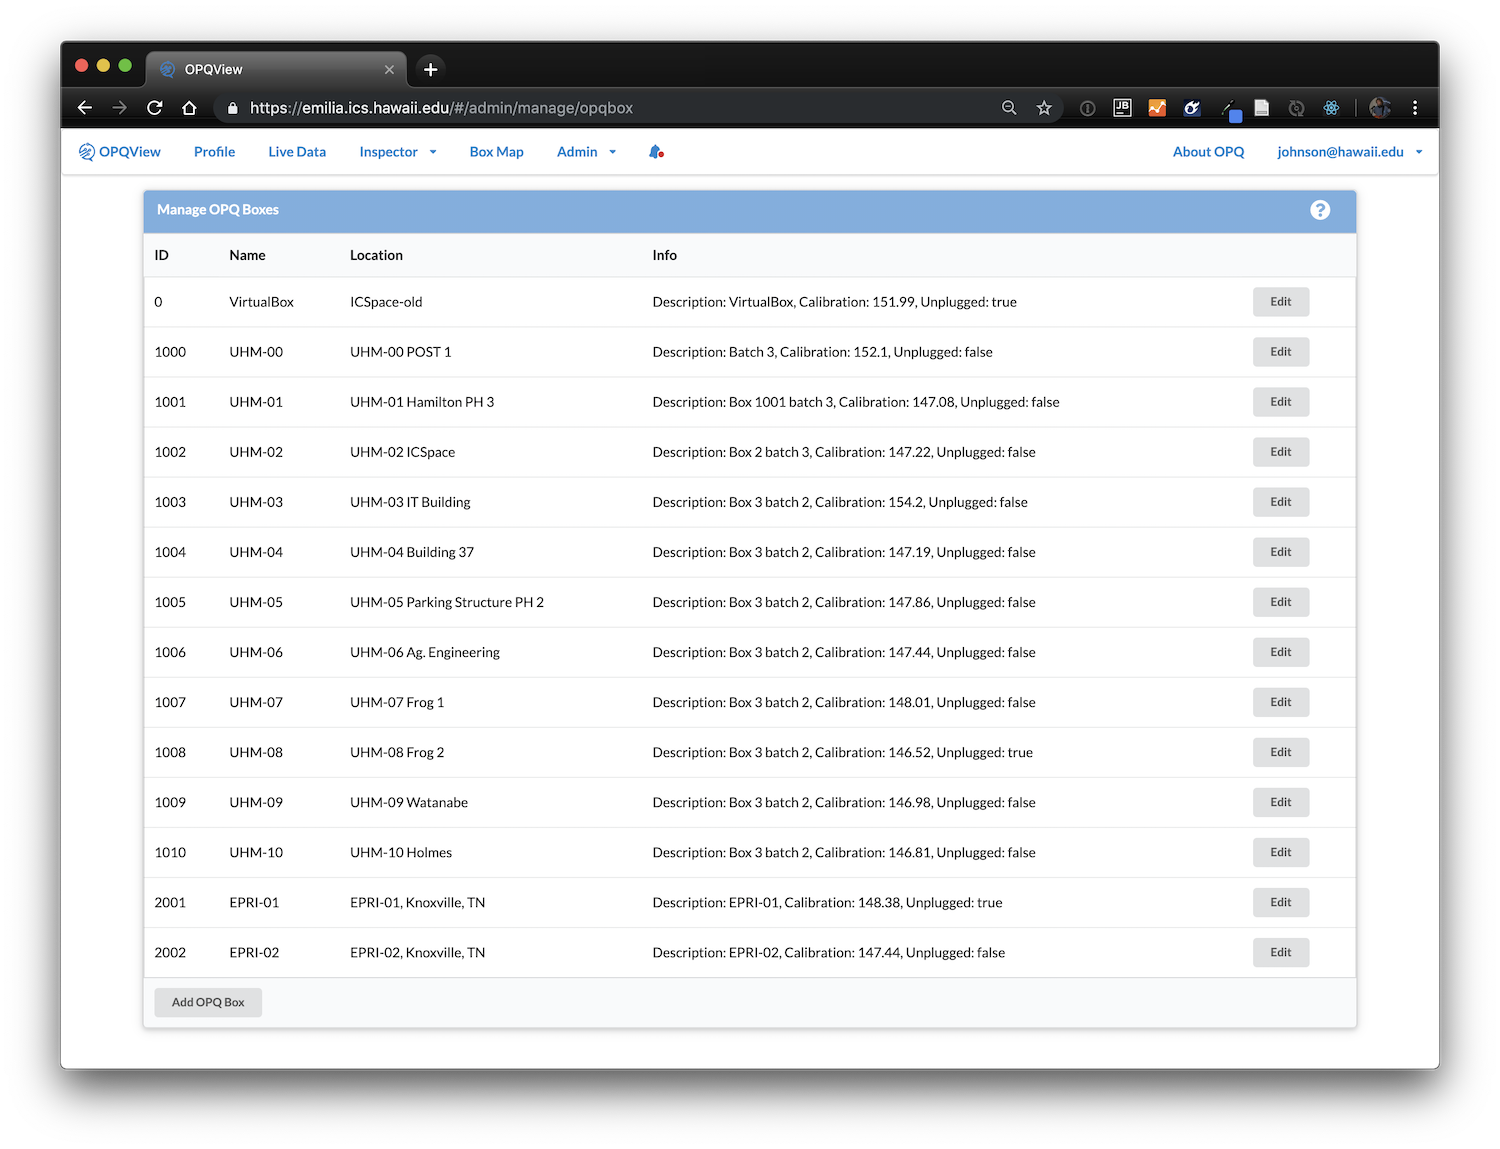 OPQView
https://emilia.ics.hawaii.edu/#/admin/manage/opqbox
JB
OPQView Profile Live Data Inspector Box Map Admin About OPQ johnson@hawaii.edu
Manage OPQ Boxes ?
ID Name Location Info
0 VirtualBox ICSpace-old Description: VirtualBox, Calibration: 151.99, Unplugged: true Edit
1000 UHM-00 UHM-00 POST 1 Description: Batch 3, Calibration: 152.1, Unplugged: false Edit
1001 UHM-01 UHM-01 Hamilton PH 3 Description: Box 1001 batch 3, Calibration: 147.08, Unplugged: false Edit
1002 UHM-02 UHM-02 ICSpace Description: Box 2 batch 3, Calibration: 147.22, Unplugged: false Edit
1003 UHM-03 UHM-03 IT Building Description: Box 3 batch 2, Calibration: 154.2, Unplugged: false Edit
1004 UHM-04 UHM-04 Building 37 Description: Box 3 batch 2, Calibration: 147.19, Unplugged: false Edit
1005 UHM-05 UHM-05 Parking Structure PH 2 Description: Box 3 batch 2, Calibration: 147.86, Unplugged: false Edit
1006 UHM-06 UHM-06 Ag. Engineering Description: Box 3 batch 2, Calibration: 147.44, Unplugged: false Edit
1007 UHM-07 UHM-07 Frog 1 Description: Box 3 batch 2, Calibration: 148.01, Unplugged: false Edit
1008 UHM-08 UHM-08 Frog 2 Description: Box 3 batch 2, Calibration: 146.52, Unplugged: true Edit
1009 UHM-09 UHM-09 Watanabe Description: Box 3 batch 2, Calibration: 146.98, Unplugged: false Edit
1010 UHM-10 UHM-10 Holmes Description: Box 3 batch 2, Calibration: 146.81, Unplugged: false Edit
2001 EPRI-01 EPRI-01, Knoxville, TN Description: EPRI-01, Calibration: 148.38, Unplugged: true Edit
2002 EPRI-02 EPRI-02, Knoxville, TN Description: EPRI-02, Calibration: 147.44, Unplugged: false Edit
Add OPQ Box